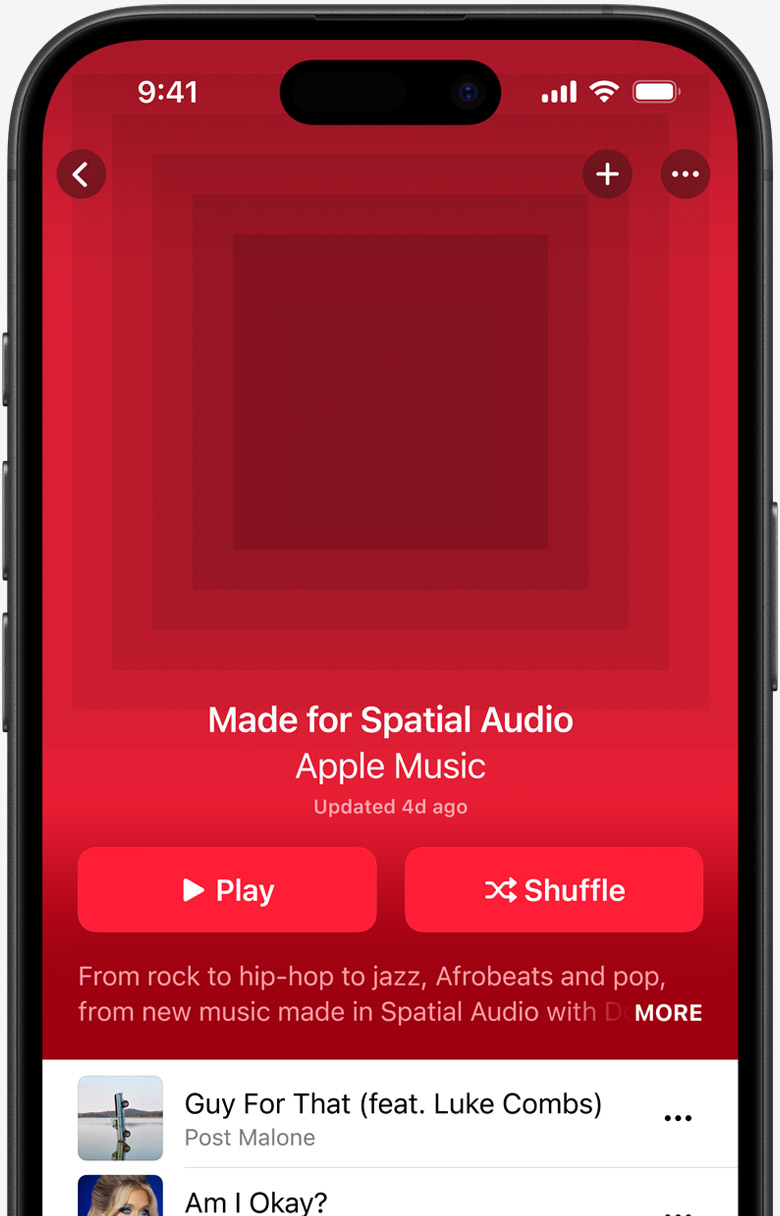 9:41
Made for Spatial Audio
Apple Music
Updated 4d ago
Play
Shuffle
From rock to hip-hop to jazz, Afrobeats and pop,
from new music made in Spatial Audio with MORE
Guy For That (feat. Luke Combs)
Post Malone
Am I Okay?